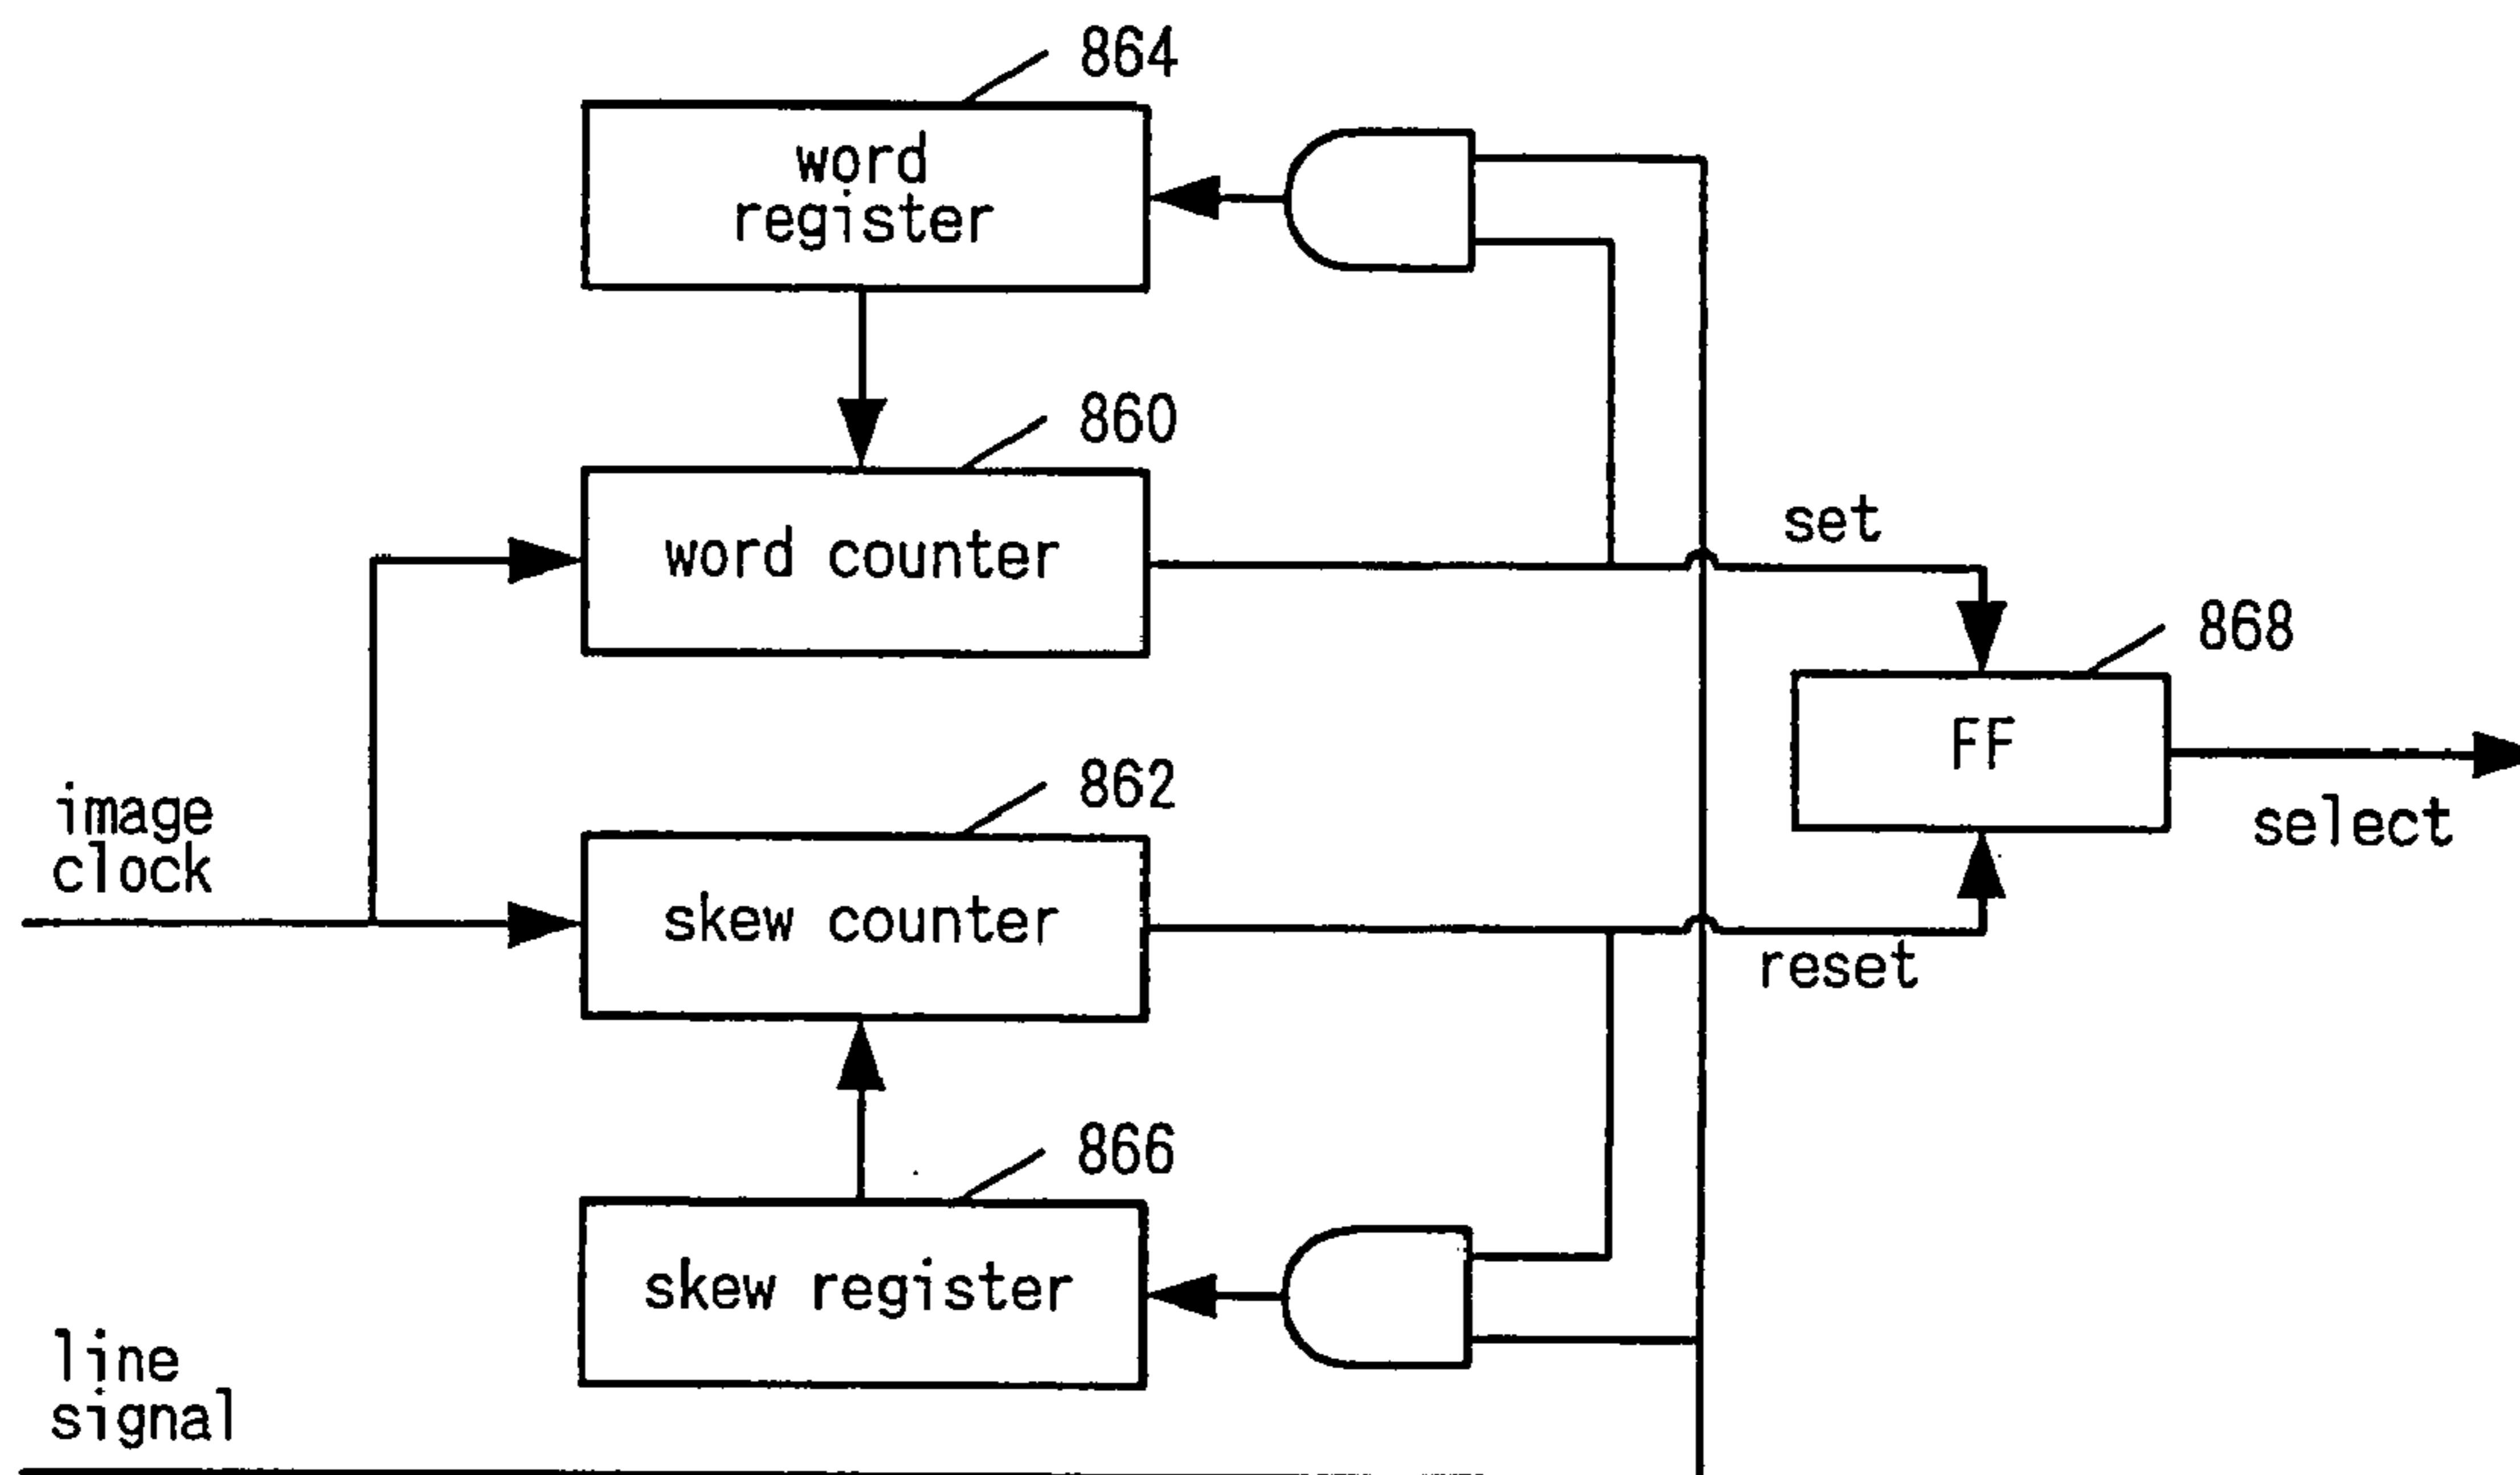 864
word
register
860
word counter
set
868
FF
862
image
clock
select
skew counter
reset
866
skew register
line
signal